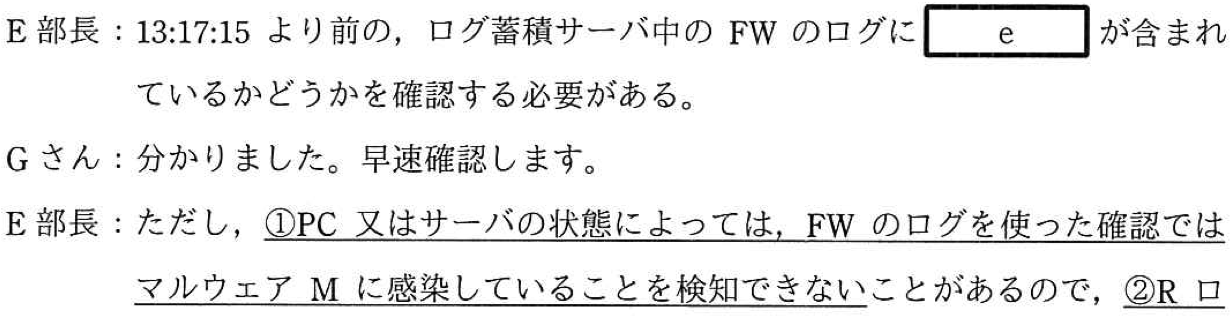 E 部長：13:17:15 より前の，ログ蓄積サーバ中の FW のログに e が含まれ
ているかどうかを確認する必要がある。
G さん：分かりました。早速確認します。
E 部長：ただし，①PC 又はサーバの状態によっては，FW のログを使った確認では
マルウェア M に感染していることを検知できないことがあるので，②R ロ